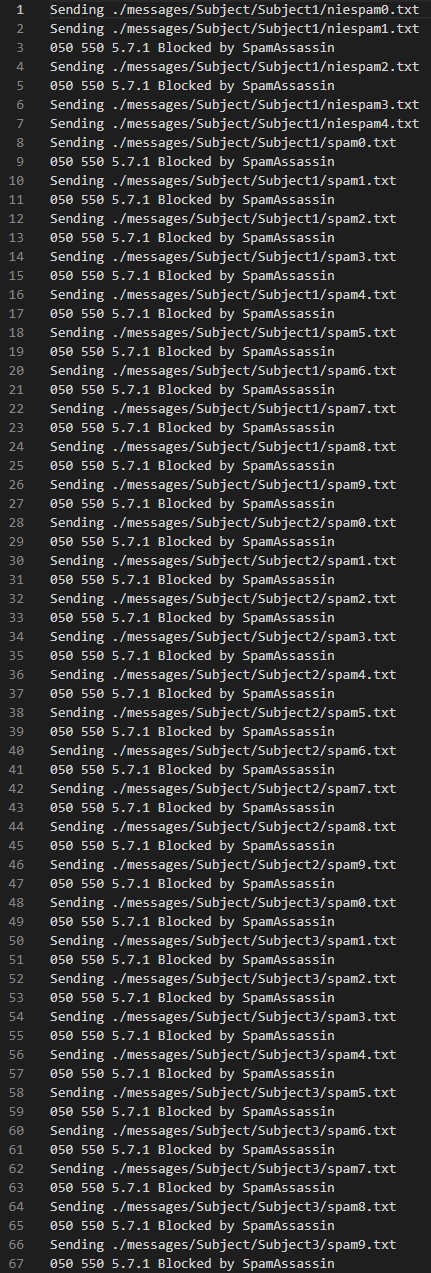 1 Sending ./messages/Subject/Subject1/niespam0.txt
2 Sending ./messages/Subject/Subject1/niespam1.txt
3 050 550 5.7.1 Blocked by SpamAssassin
4 Sending ./messages/Subject/Subject1/niespam2.txt
5 050 550 5.7.1 Blocked by SpamAssassin
6 Sending ./messages/Subject/Subject1/niespam3.txt
7 Sending ./messages/Subject/Subject1/niespam4.txt
8 Sending ./messages/Subject/Subject1/spam0.txt
9 050 550 5.7.1 Blocked by SpamAssassin
10 Sending ./messages/Subject/Subject1/spam1.txt
11 050 550 5.7.1 Blocked by SpamAssassin
12 Sending ./messages/Subject/Subject1/spam2.txt
13 050 550 5.7.1 Blocked by SpamAssassin
14 Sending ./messages/Subject/Subject1/spam3.txt
15 050 550 5.7.1 Blocked by SpamAssassin
16 Sending ./messages/Subject/Subject1/spam4.txt
17 050 550 5.7.1 Blocked by SpamAssassin
18 Sending ./messages/Subject/Subject1/spam5.txt
19 050 550 5.7.1 Blocked by SpamAssassin
20 Sending ./messages/Subject/Subject1/spam6.txt
21 050 550 5.7.1 Blocked by SpamAssassin
22 Sending ./messages/Subject/Subject1/spam7.txt
23 050 550 5.7.1 Blocked by SpamAssassin
24 Sending ./messages/Subject/Subject1/spam8.txt
25 050 550 5.7.1 Blocked by SpamAssassin
26 Sending ./messages/Subject/Subject1/spam9.txt
27 050 550 5.7.1 Blocked by SpamAssassin
28 Sending ./messages/Subject/Subject2/spam0.txt
29 050 550 5.7.1 Blocked by SpamAssassin
30 Sending ./messages/Subject/Subject2/spam1.txt
31 050 550 5.7.1 Blocked by SpamAssassin
32 Sending ./messages/Subject/Subject2/spam2.txt
33 050 550 5.7.1 Blocked by SpamAssassin
34 Sending ./messages/Subject/Subject2/spam3.txt
35 050 550 5.7.1 Blocked by SpamAssassin
36 Sending ./messages/Subject/Subject2/spam4.txt
37 050 550 5.7.1 Blocked by SpamAssassin
38 Sending ./messages/Subject/Subject2/spam5.txt
39 050 550 5.7.1 Blocked by SpamAssassin
40 Sending ./messages/Subject/Subject2/spam6.txt
41 050 550 5.7.1 Blocked by SpamAssassin
42 Sending ./messages/Subject/Subject2/spam7.txt
43 050 550 5.7.1 Blocked by SpamAssassin
44 Sending ./messages/Subject/Subject2/spam8.txt
45 050 550 5.7.1 Blocked by SpamAssassin
46 Sending ./messages/Subject/Subject2/spam9.txt
47 050 550 5.7.1 Blocked by SpamAssassin
48 Sending ./messages/Subject/Subject3/spam0.txt
49 050 550 5.7.1 Blocked by SpamAssassin
50 Sending ./messages/Subject/Subject3/spam1.txt
51 050 550 5.7.1 Blocked by SpamAssassin
52 Sending ./messages/Subject/Subject3/spam2.txt
53 050 550 5.7.1 Blocked by SpamAssassin
54 Sending ./messages/Subject/Subject3/spam3.txt
55 050 550 5.7.1 Blocked by SpamAssassin
56 Sending ./messages/Subject/Subject3/spam4.txt
57 050 550 5.7.1 Blocked by SpamAssassin
58 Sending ./messages/Subject/Subject3/spam5.txt
59 050 550 5.7.1 Blocked by SpamAssassin
60 Sending ./messages/Subject/Subject3/spam6.txt
61 050 550 5.7.1 Blocked by SpamAssassin
62 Sending ./messages/Subject/Subject3/spam7.txt
63 050 550 5.7.1 Blocked by SpamAssassin
64 Sending ./messages/Subject/Subject3/spam8.txt
65 050 550 5.7.1 Blocked by SpamAssassin
66 Sending ./messages/Subject/Subject3/spam9.txt
67 050 550 5.7.1 Blocked by SpamAssassin